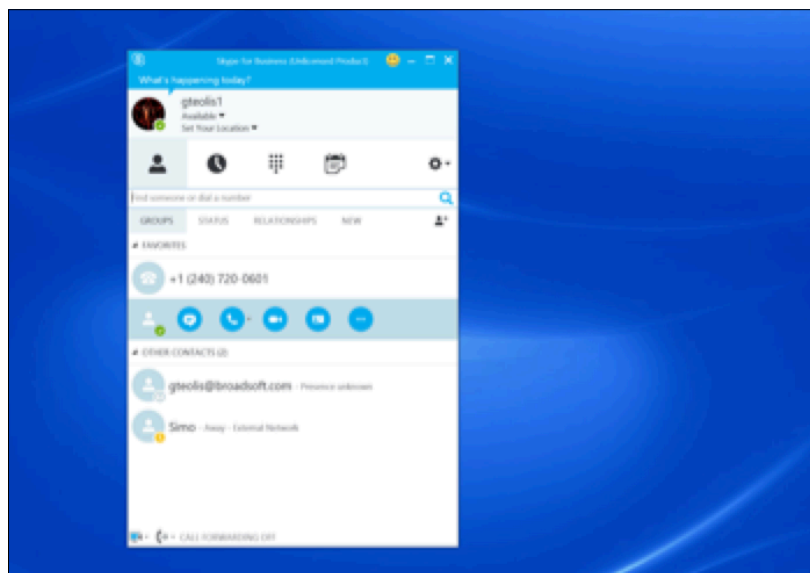 Skype for Business (Unlicensed Product)
What's happening today?
gteolis1
Available
Set Your Location
Find someone or dial a number
GROUPS STATUS RELATIONSHIPS NEW
FAVORITES
+1 (240) 720-0601
OTHER CONTACTS (2)
gteolis@broadsoft.com - Presence unknown
Simo - Away - External Network
CALL FORWARDING OFF